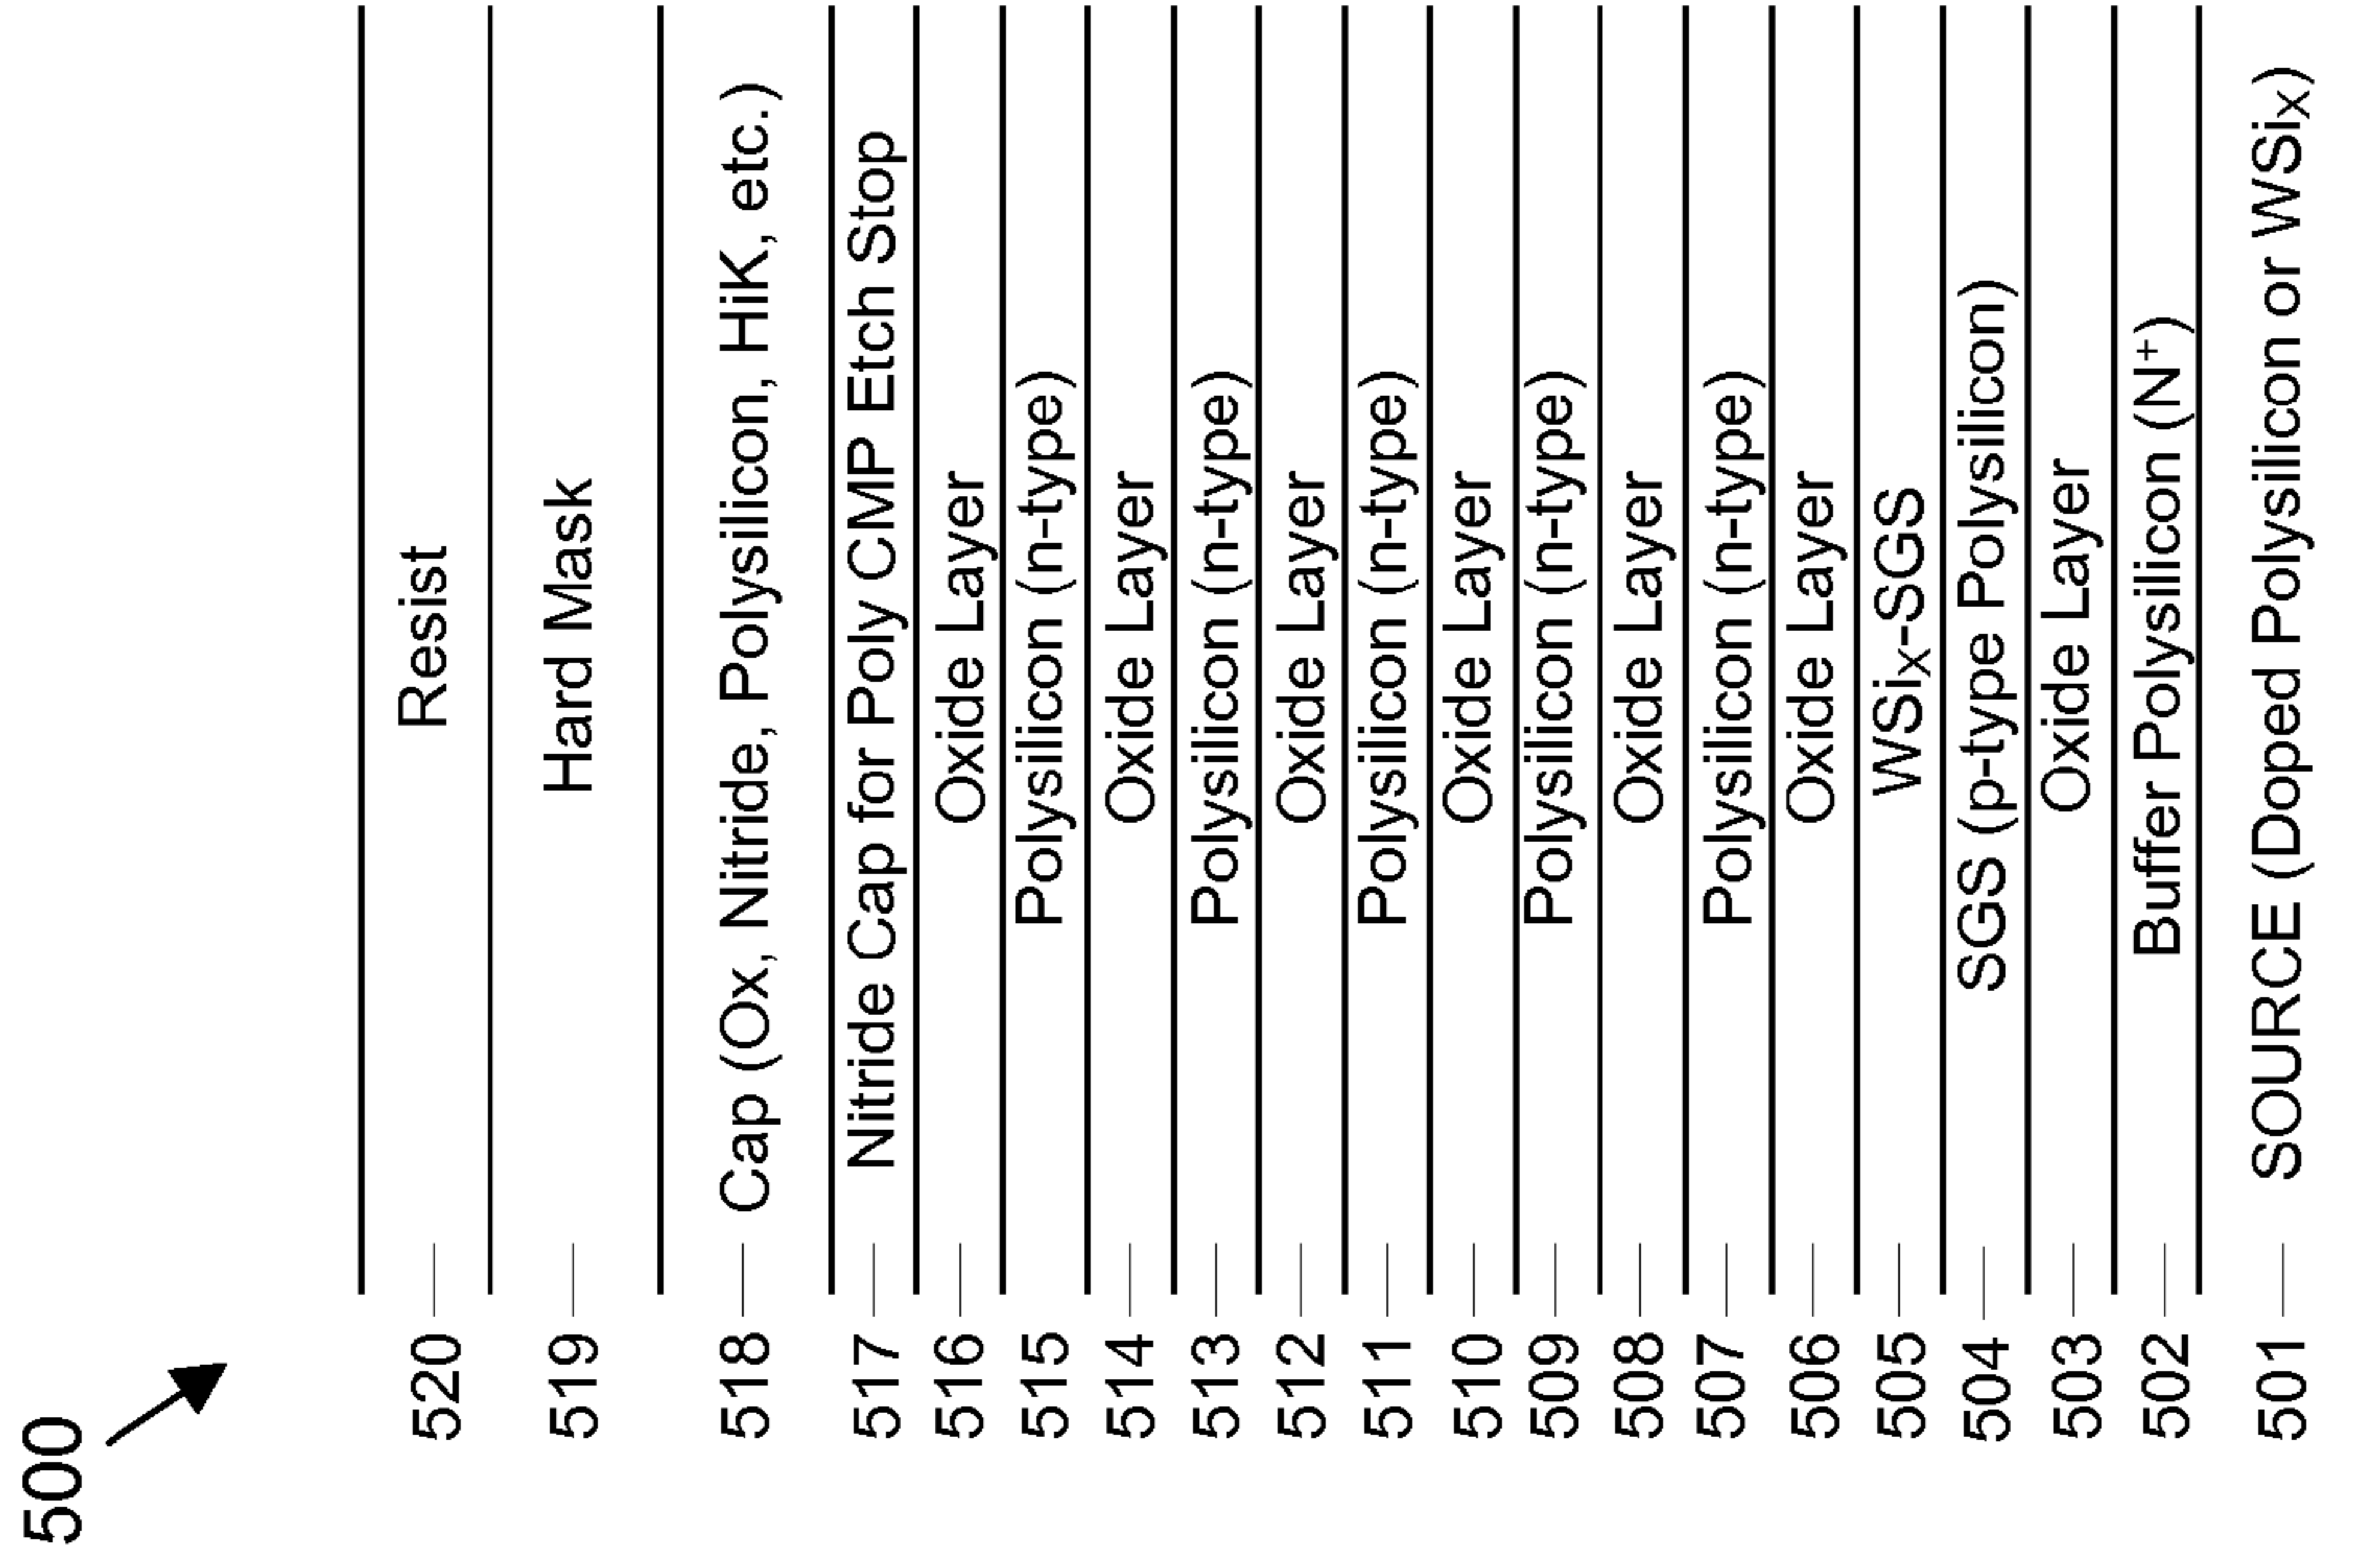 500
520 Resist
519 Hard Mask
518 Cap (Ox, Nitride, Polysilicon, HiK, etc.)
517 Nitride Cap for Poly CMP Etch Stop
516 Oxide Layer
515 Polysilicon (n-type)
514 Oxide Layer
513 Polysilicon (n-type)
512 Oxide Layer
511 Polysilicon (n-type)
510 Oxide Layer
509 Polysilicon (n-type)
508 Oxide Layer
507 Polysilicon (n-type)
506 Oxide Layer
505 WSiₓ-SGS
504 SGS (p-type Polysilicon)
503 Oxide Layer
502 Buffer Polysilicon (N⁺)
501 SOURCE (Doped Polysilicon or WSiₓ)